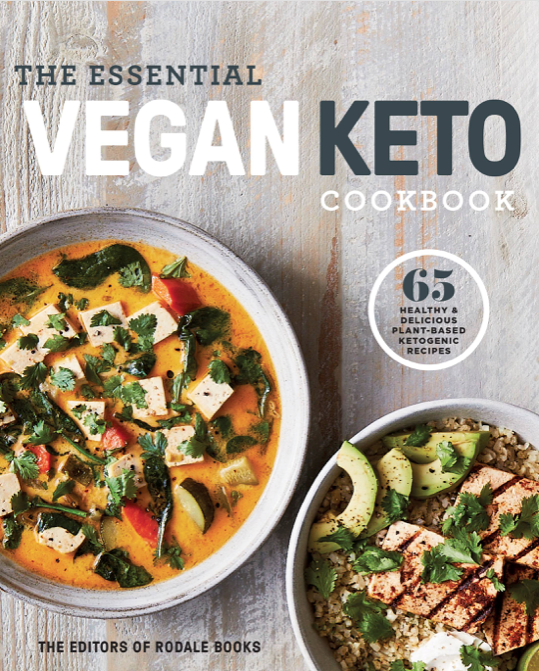 THE ESSENTIAL
VEGAN KETO
COOKBOOK
65
HEALTHY &
DELICIOUS
PLANT-BASED
KETOGENIC
RECIPES
THE EDITORS OF RODALE BOOKS